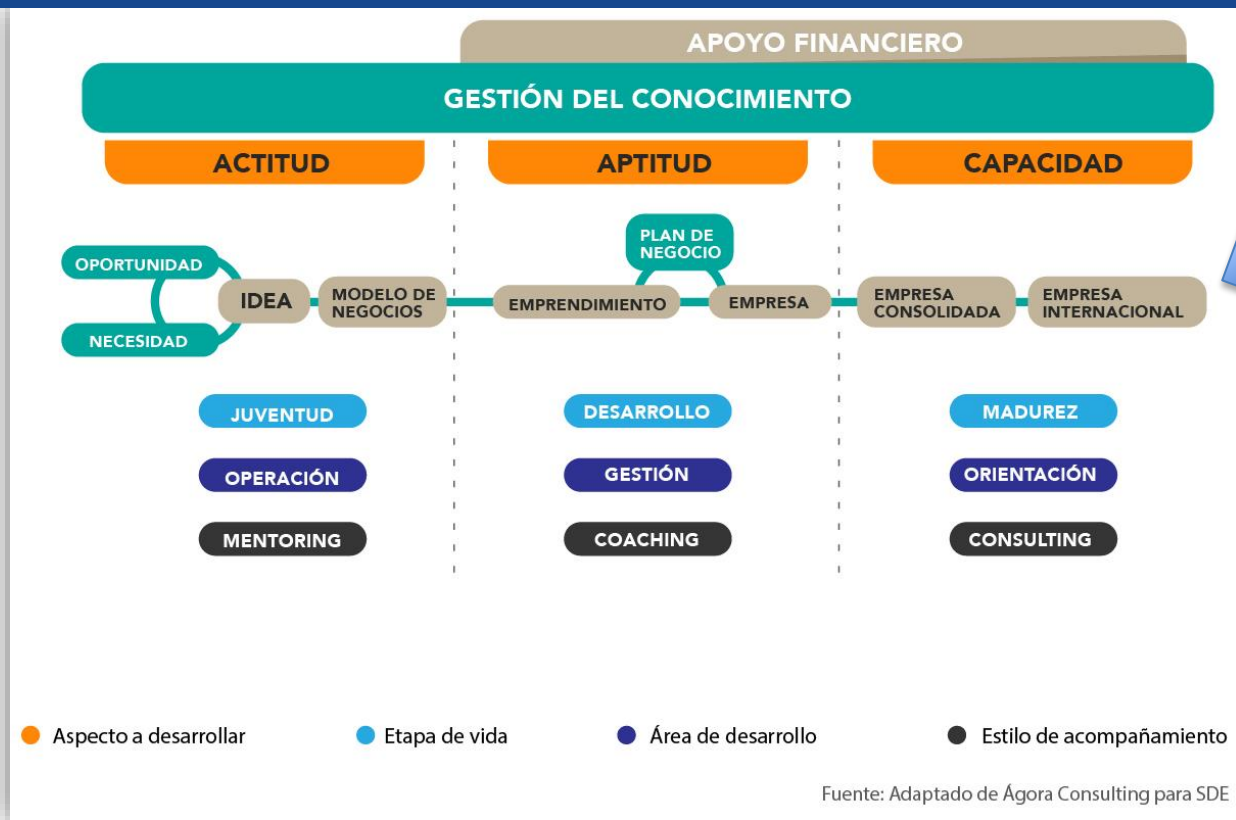 APOYO FINANCIERO
GESTIÓN DEL CONOCIMIENTO
ACTITUD
APTITUD
CAPACIDAD
OPORTUNIDAD
NECESIDAD
IDEA
MODELO DE
NEGOCIOS
PLAN DE
NEGOCIO
EMPRENDIMIENTO
EMPRESA
EMPRESA
CONSOLIDADA
EMPRESA
INTERNACIONAL
JUVENTUD
DESARROLLO
MADUREZ
OPERACIÓN
GESTIÓN
ORIENTACIÓN
MENTORING
COACHING
CONSULTING
Aspecto a desarrollar
Etapa de vida
Área de desarrollo
Estilo de acompañamiento
Fuente: Adaptado de Ágora Consulting para SDE